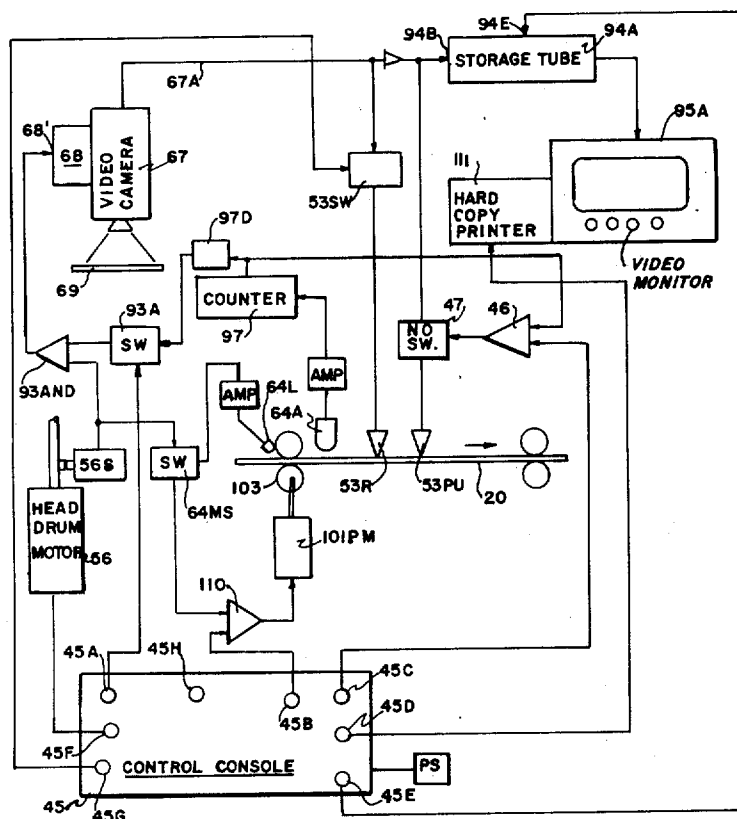 94E
94B
94A
STORAGE TUBE
67A
95A
68'
68
VIDEO
CAMERA
67
111
HARD
COPY
PRINTER
53SW
97D
VIDEO
MONITOR
69
COUNTER
93A
97
47
46
SW
NO
SW.
93AND
AMP
64L
AMP
64A
56S
SW
103
53R
53PU
20
64MS
HEAD
DRUM
MOTOR
56
101PM
110
45A
45H
45B
45C
45D
45F
CONTROL CONSOLE
PS
45
45G
45E